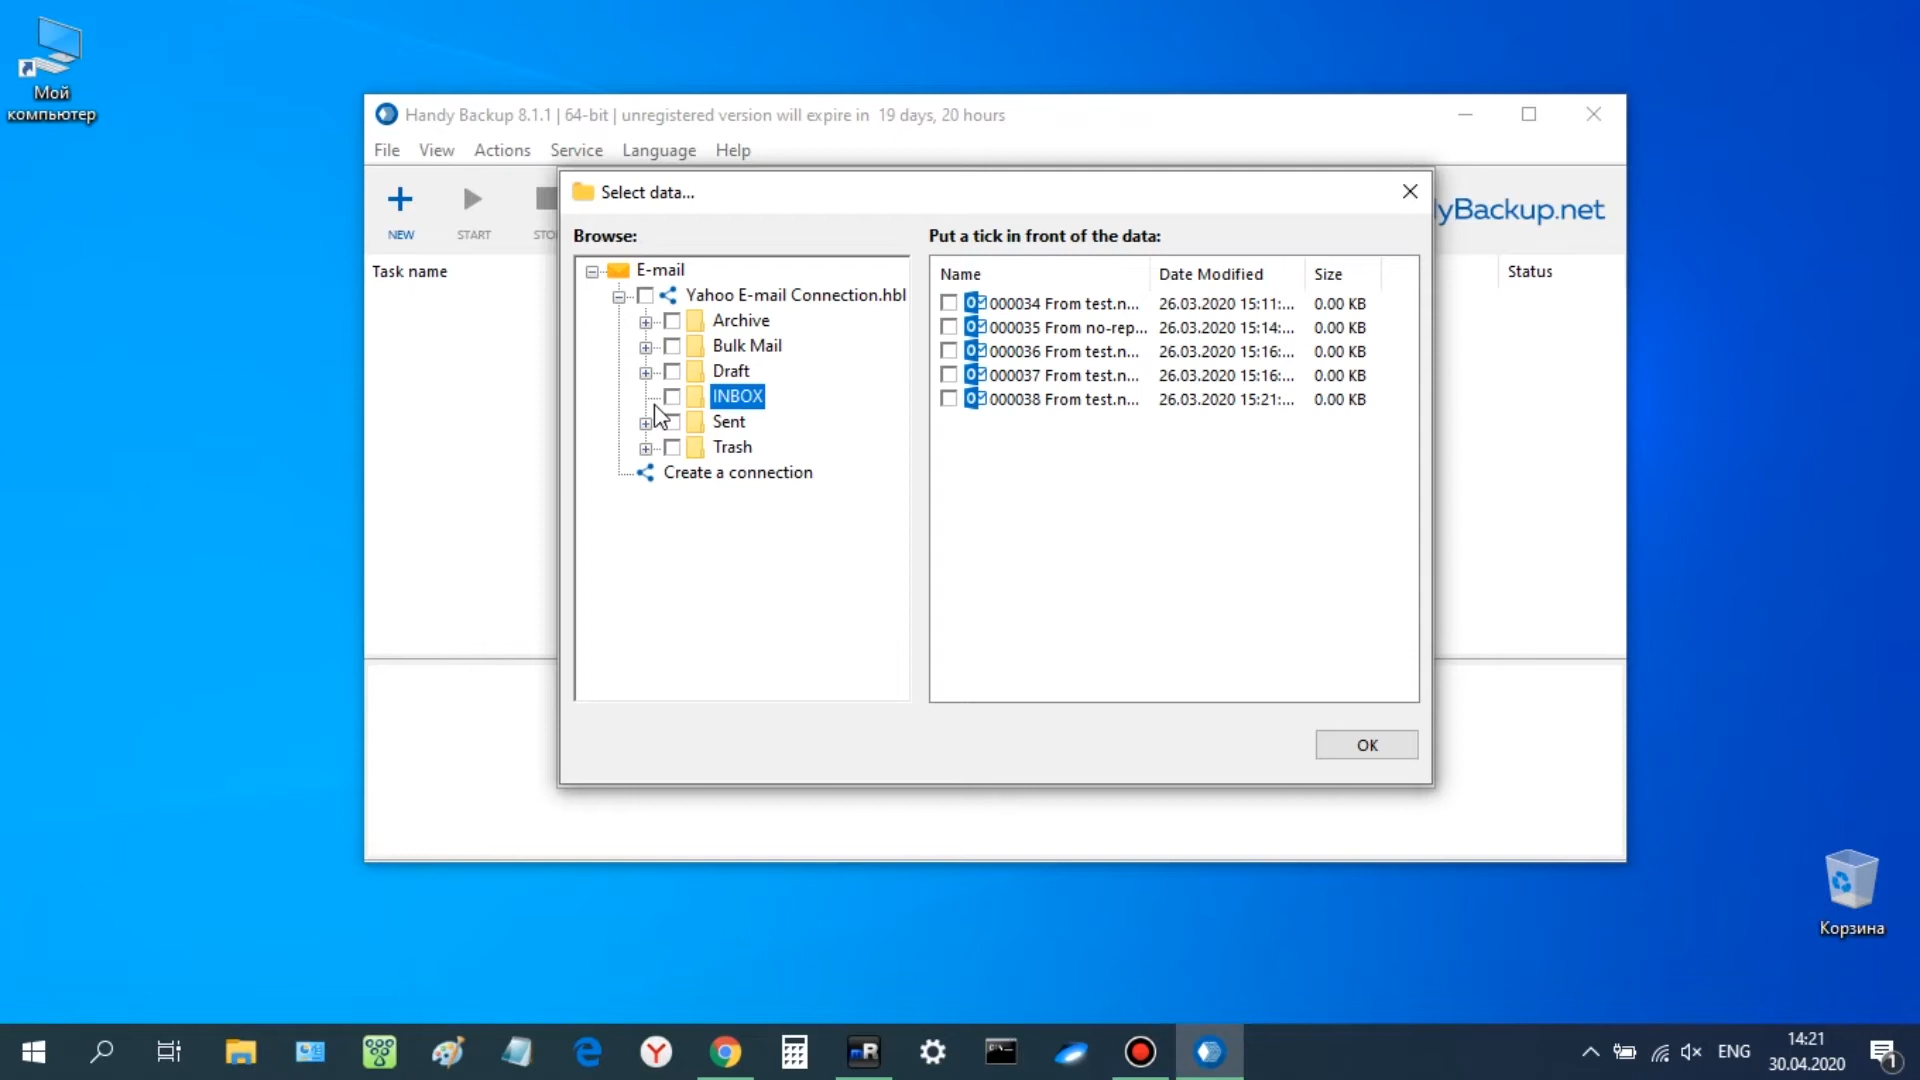 Мой
компьютер
Handy Backup 8.1.1 | 64-bit | unregistered version will expire in 19 days, 20 hours
File View Actions Service Language Help
NEW START STO
yBackup.net
Task name
Status
Select data...
Browse:
E-mail
Yahoo E-mail Connection.hbl
Archive
Bulk Mail
Draft
INBOX
Sent
Trash
Create a connection
Put a tick in front of the data:
Name Date Modified Size
000034 From test.n... 26.03.2020 15:11:... 0.00 KB
000035 From no-rep... 26.03.2020 15:14:... 0.00 KB
000036 From test.n... 26.03.2020 15:16:... 0.00 KB
000037 From test.n... 26.03.2020 15:16:... 0.00 KB
000038 From test.n... 26.03.2020 15:21:... 0.00 KB
OK
Корзина
mR
ENG
14:21
30.04.2020
1